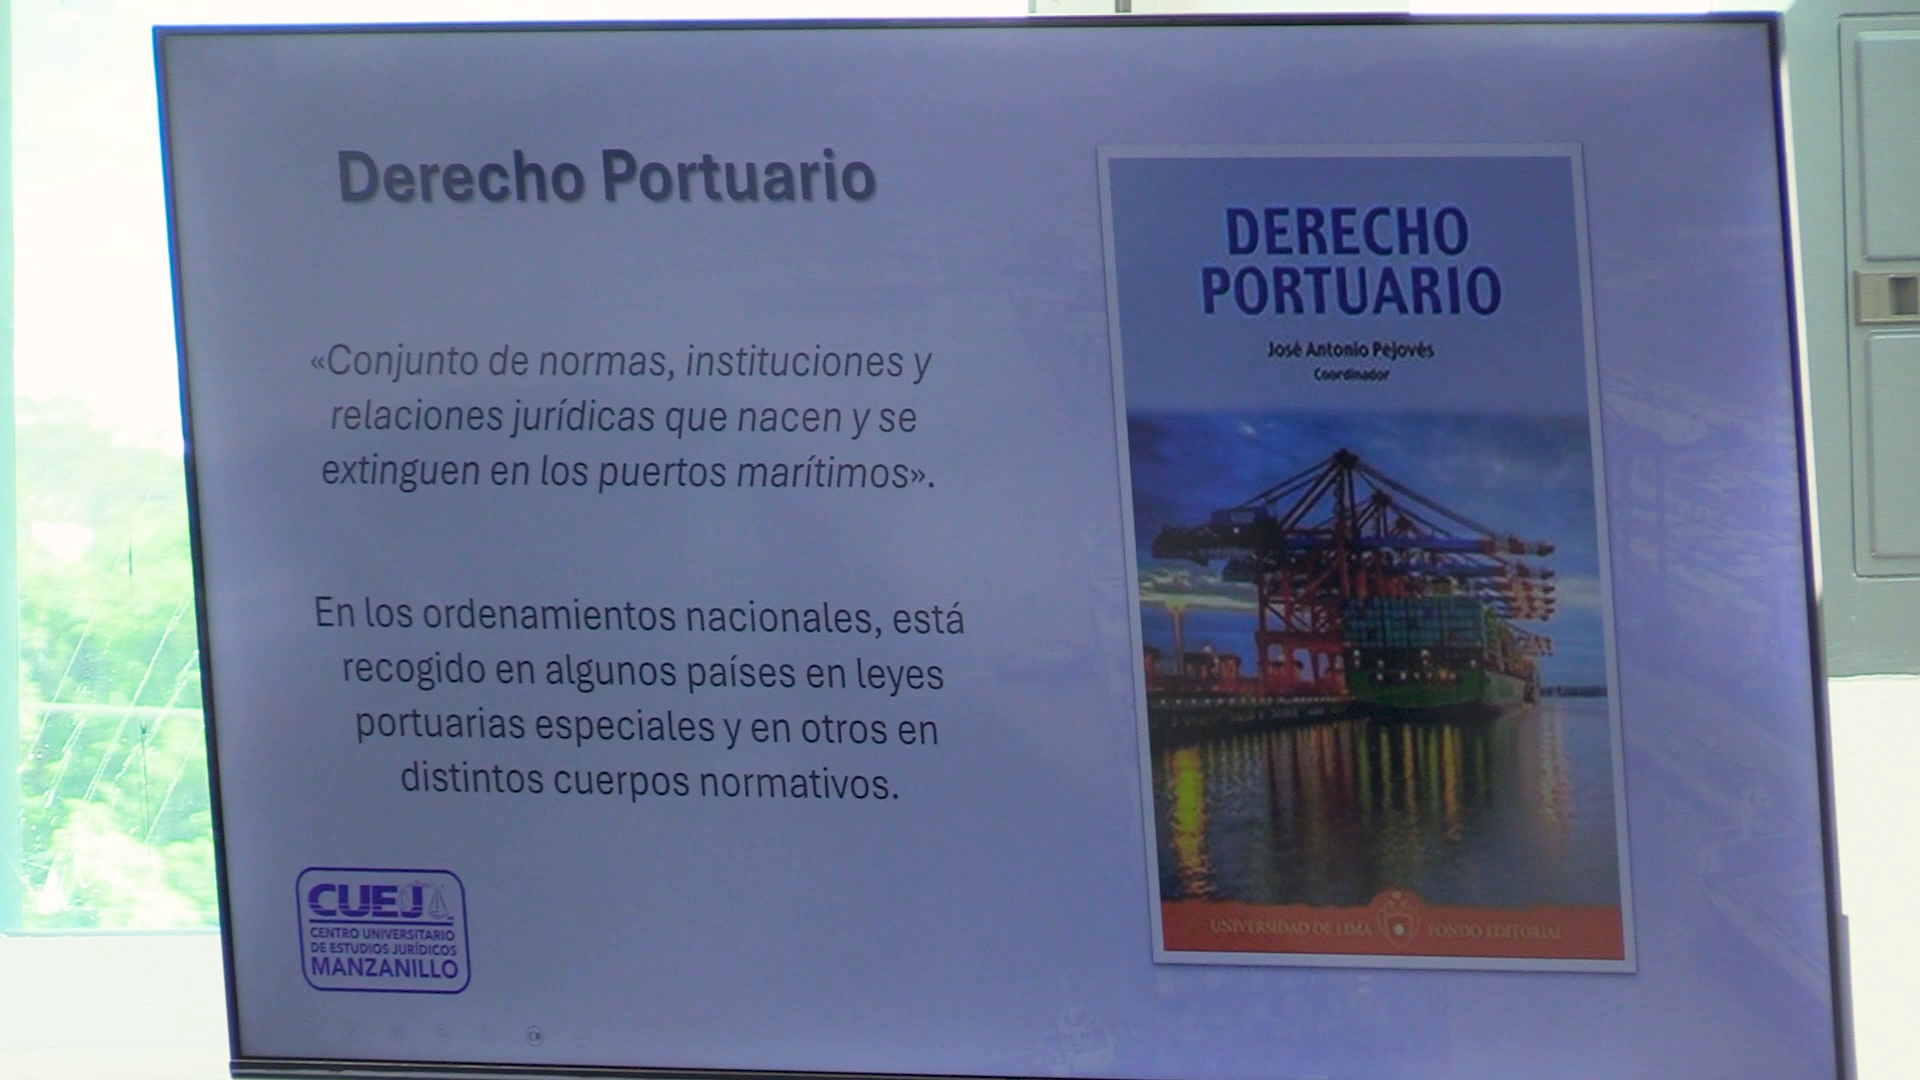 Derecho Portuario
«Conjunto de normas, instituciones y
relaciones jurídicas que nacen y se
extinguen en los puertos marítimos».
En los ordenamientos nacionales, está
recogido en algunos países en leyes
portuarias especiales y en otros en
distintos cuerpos normativos.
CUEJ
CENTRO UNIVERSITARIO
DE ESTUDIOS JURÍDICOS
MANZANILLO
DERECHO
PORTUARIO
José Antonio Pejovés
Coordinador
UNIVERSIDAD DE LIMA FONDO EDITORIAL